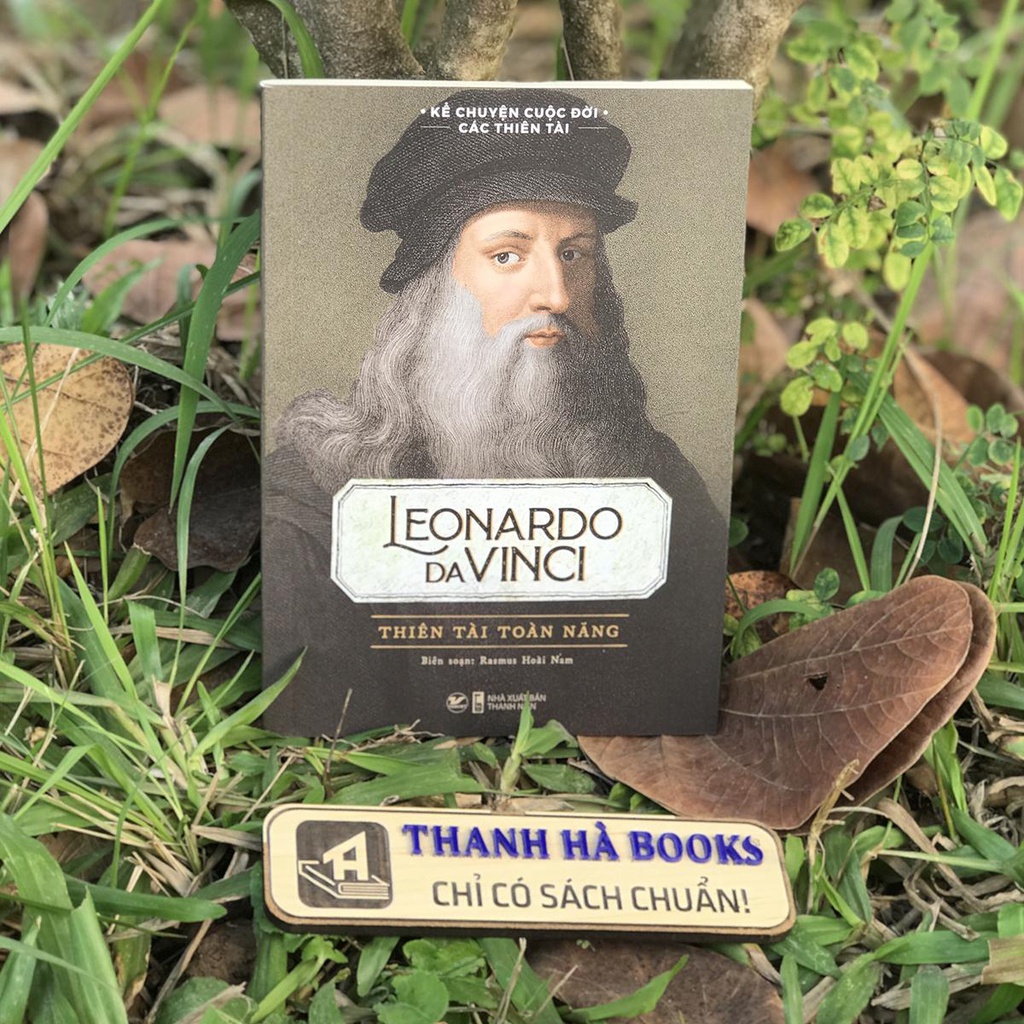 • KỂ CHUYỆN CUỘC ĐỜI •
CÁC THIÊN TÀI
LEONARDO
DA VINCI
THIÊN TÀI TOÀN NĂNG
Biên soạn: Rasmus Hoài Nam
NHÀ XUẤT BẢN
THANH NIÊN
THANH HÀ BOOKS
CHỈ CÓ SÁCH CHUẨN!